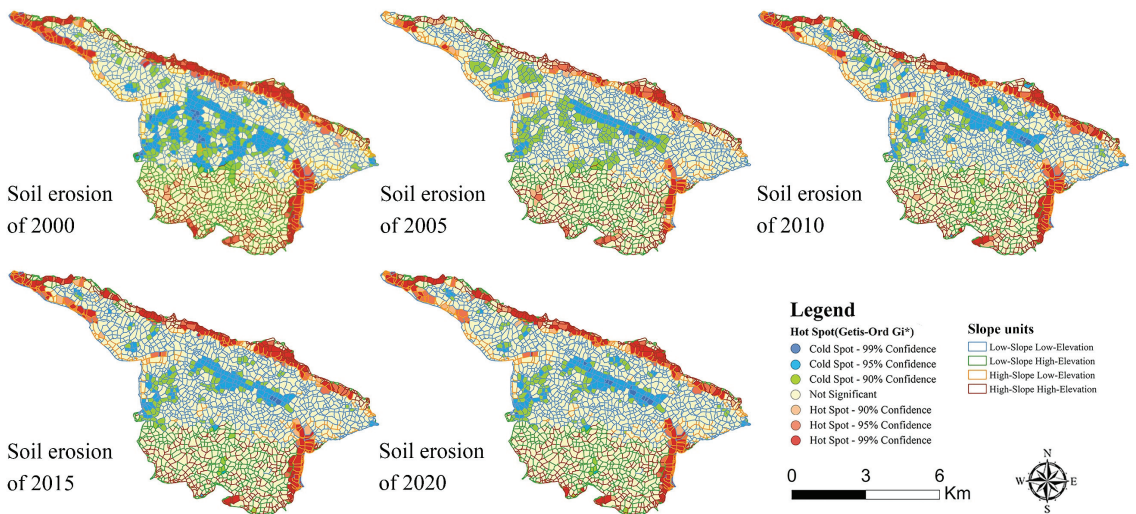 Soil erosion
of 2000
Soil erosion
of 2005
Soil erosion
of 2010
Soil erosion
of 2015
Soil erosion
of 2020
Legend
Hot Spot(Getis-Ord Gi*)
Cold Spot - 99% Confidence
Cold Spot - 95% Confidence
Cold Spot - 90% Confidence
Not Significant
Hot Spot - 90% Confidence
Hot Spot - 95% Confidence
Hot Spot - 99% Confidence
Slope units
Low-Slope Low-Elevation
Low-Slope High-Elevation
High-Slope Low-Elevation
High-Slope High-Elevation
0 3 6 Km
N
W E
S